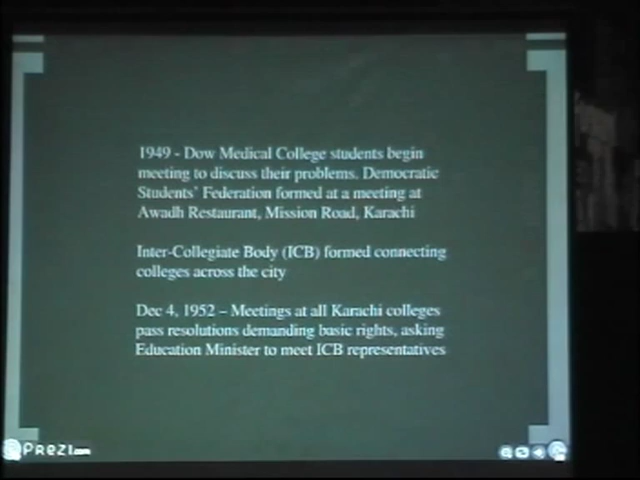 1949 - Dow Medical College students begin
meeting to discuss their problems. Democratic
Students' Federation formed at a meeting at
Awadh Restaurant, Mission Road, Karachi
Inter-Collegiate Body (ICB) formed connecting
colleges across the city
Dec 4, 1952 – Meetings at all Karachi colleges
pass resolutions demanding basic rights, asking
Education Minister to meet ICB representatives
Prezi.com